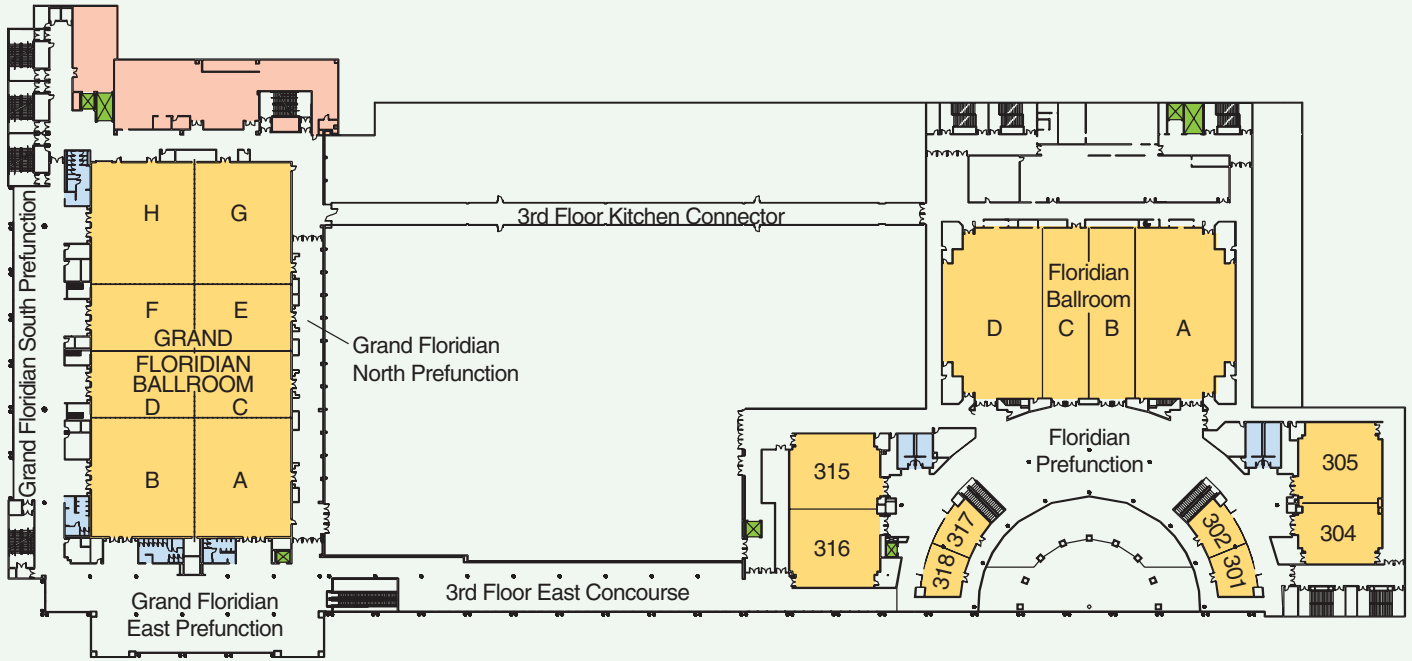 Grand Floridian South Prefunction
H
G
F
E
GRAND
FLORIDIAN
BALLROOM
D
C
B
A
Grand Floridian
North Prefunction
3rd Floor Kitchen Connector
Grand Floridian
East Prefunction
3rd Floor East Concourse
Floridian
Ballroom
D
C
B
A
Floridian
Prefunction
315
316
317
318
302
301
305
304